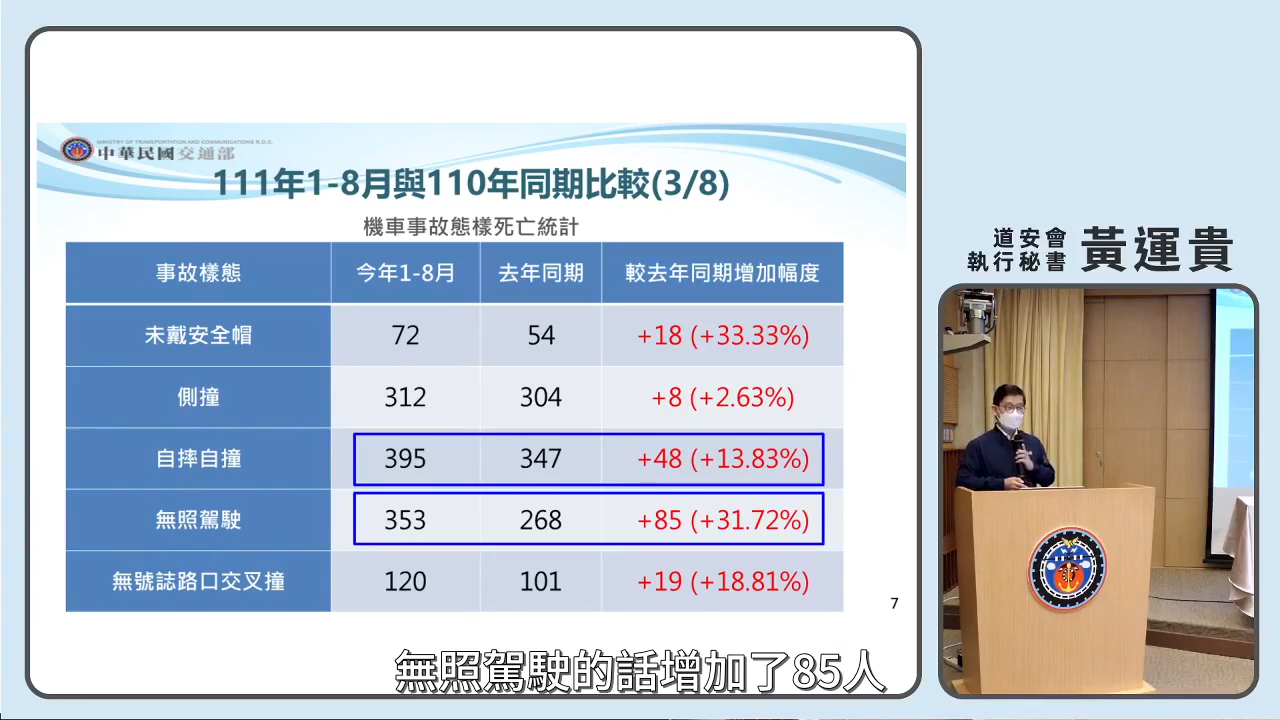 MINISTRY OF TRANSPORTATION AND COMMUNICATIONS R.O.C.
中華民國交通部
111年1-8月與110年同期比較(3/8)
機車事故態樣死亡統計
事故樣態 今年1-8月 去年同期 較去年同期增加幅度
未戴安全帽 72 54 +18 (+33.33%)
側撞 312 304 +8 (+2.63%)
自摔自撞 395 347 +48 (+13.83%)
無照駕駛 353 268 +85 (+31.72%)
無號誌路口交叉撞 120 101 +19 (+18.81%)
7
道安會
執行秘書
黃運貴
無照駕駛的話增加了85人